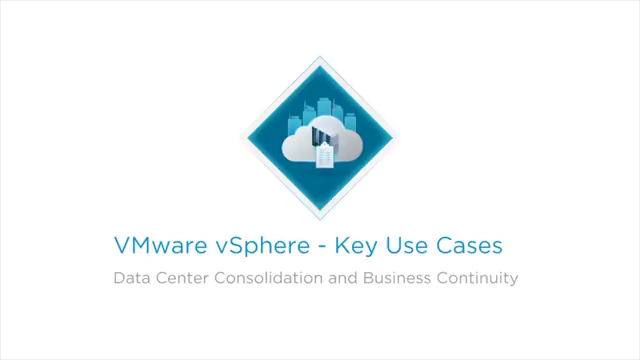 VMware vSphere - Key Use Cases
Data Center Consolidation and Business Continuity